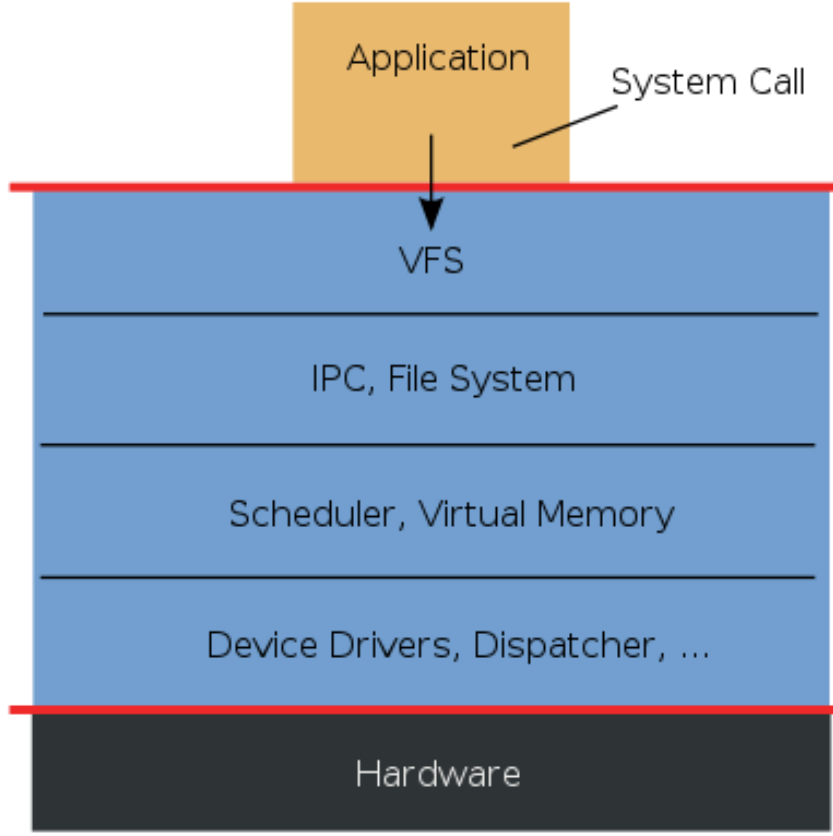 Application
System Call
VFS
IPC, File System
Scheduler, Virtual Memory
Device Drivers, Dispatcher, ...
Hardware